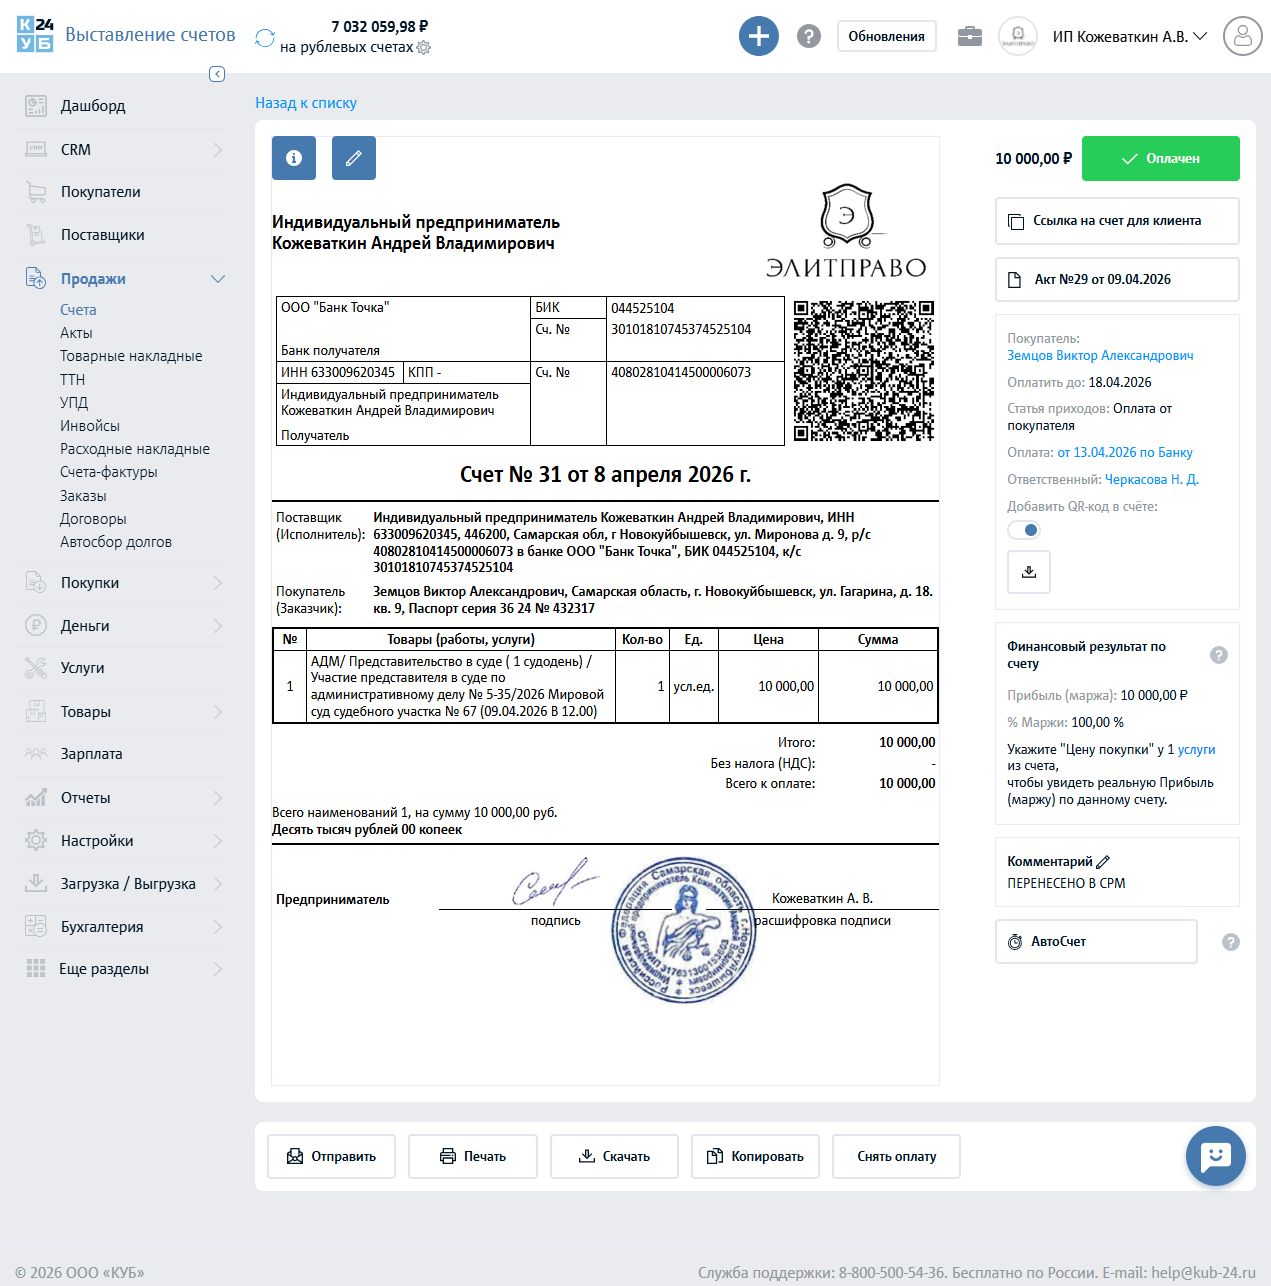 К 24
У Б
Выставление счетов
7 032 059,98 ₽
на рублевых счетах
?
Обновления
ЭЛИТПРАВО
ИП Кожеваткин А.В.
Дашборд
CRM
Покупатели
Поставщики
Продажи
Счета
Акты
Товарные накладные
ТТН
УПД
Инвойсы
Расходные накладные
Счета-фактуры
Заказы
Договоры
Автосбор долгов
Покупки
Деньги
Услуги
Товары
Зарплата
Отчеты
Настройки
Загрузка / Выгрузка
Бухгалтерия
Еще разделы
Назад к списку
Индивидуальный предприниматель
Кожеваткин Андрей Владимирович
Э
ЭЛИТПРАВО
ООО "Банк Точка"
БИК
044525104
Сч. №
30101810745374525104
Банк получателя
ИНН 633009620345
КПП -
Сч. №
40802810414500006073
Индивидуальный предприниматель
Кожеваткин Андрей Владимирович
Получатель
Счет № 31 от 8 апреля 2026 г.
Поставщик
(Исполнитель):
Индивидуальный предприниматель Кожеваткин Андрей Владимирович, ИНН
633009620345, 446200, Самарская обл, г Новокуйбышевск, ул. Миронова д. 9, р/с
40802810414500006073 в банке ООО "Банк Точка", БИК 044525104, к/с
30101810745374525104
Покупатель
(Заказчик):
Земцов Виктор Александрович, Самарская область, г. Новокуйбышевск, ул. Гагарина, д. 18.
кв. 9, Паспорт серия 36 24 № 432317
№ Товары (работы, услуги) Кол-во Ед. Цена Сумма
1
АДМ/ Представительство в суде ( 1 судодень) /
Участие представителя в суде по
административному делу № 5-35/2026 Мировой
суд судебного участка № 67 (09.04.2026 В 12.00)
1 усл.ед. 10 000,00 10 000,00
Итого: 10 000,00
Без налога (НДС): -
Всего к оплате: 10 000,00
Всего наименований 1, на сумму 10 000,00 руб.
Десять тысяч рублей 00 копеек
Предприниматель
подпись
Кожеваткин А. В.
расшифровка подписи
Российская Федерация Самарская область г.Новокуйбышевск
Индивидуальный предприниматель Кожеваткин Андрей Владимирович
10 000,00 ₽
Оплачен
Ссылка на счет для клиента
Акт №29 от 09.04.2026
Покупатель:
Земцов Виктор Александрович
Оплатить до: 18.04.2026
Статья приходов: Оплата от
покупателя
Оплата: от 13.04.2026 по Банку
Ответственный: Черкасова Н. Д.
Добавить QR-код в счёте:
Финансовый результат по
счету
?
Прибыль (маржа): 10 000,00 ₽
% Маржи: 100,00 %
Укажите "Цену покупки" у 1 услуги
из счета,
чтобы увидеть реальную Прибыль
(маржу) по данному счету.
Комментарий
ПЕРЕНЕСЕНО В СРМ
АвтоСчет
?
Отправить
Печать
Скачать
Копировать
Снять оплату
© 2026 ООО «КУБ»
Служба поддержки: 8-800-500-54-36. Бесплатно по России. E-mail: help@kub-24.ru